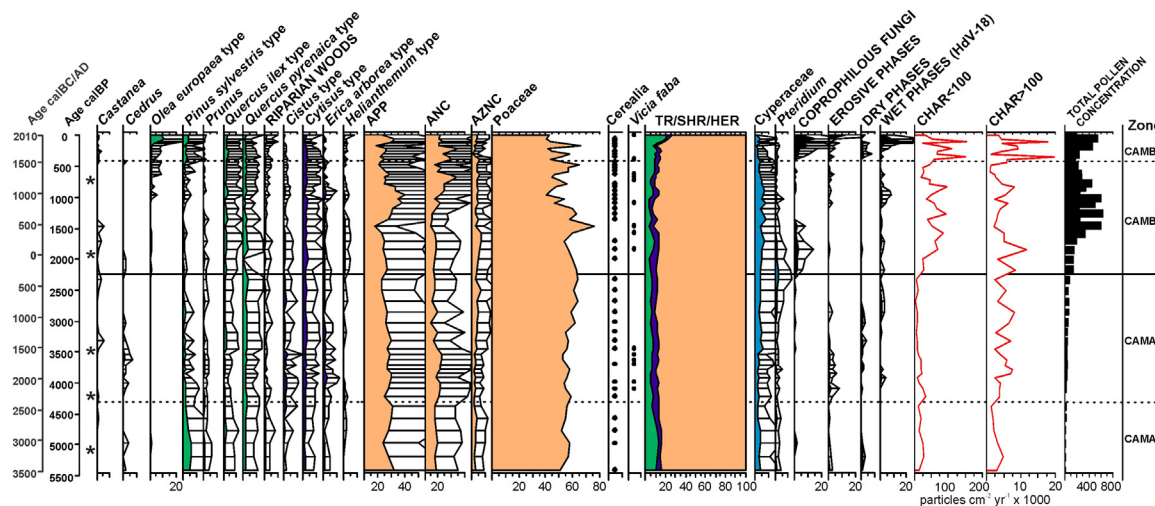 Age calBC/AD
Age calBP
Castanea
Cedrus
Olea europaea type
Pinus sylvestris type
Prunus
Quercus ilex type
Quercus pyrenaica type
RIPARIAN WOODS
Cistus type
Cytisus type
Erica arborea type
Helianthemum type
APP
ANC
AZNC
Poaceae
Cerealia
Vicia faba
TR/SHR/HER
Cyperaceae
Pteridium
COPROPHILOUS FUNGI
EROSIVE PHASES
DRY PHASES
WET PHASES (HdV-18)
CHAR<100
CHAR>100
TOTAL POLLEN
CONCENTRATION
Zone
2010 0
1500 500
1000 1000
500 1500
0 2000
500 2500
1000 3000
1500 3500
2000 4000
2500 4500
3000 5000
3500 5500
* * * * *
CAMB
CAMB
CAMA
CAMA
20 20 20 40 20 20 20 40 60 80 20 40 60 80 100 20 20 20 20 20 100 200 10 20 400 800
particles cm⁻² yr⁻¹ x 1000